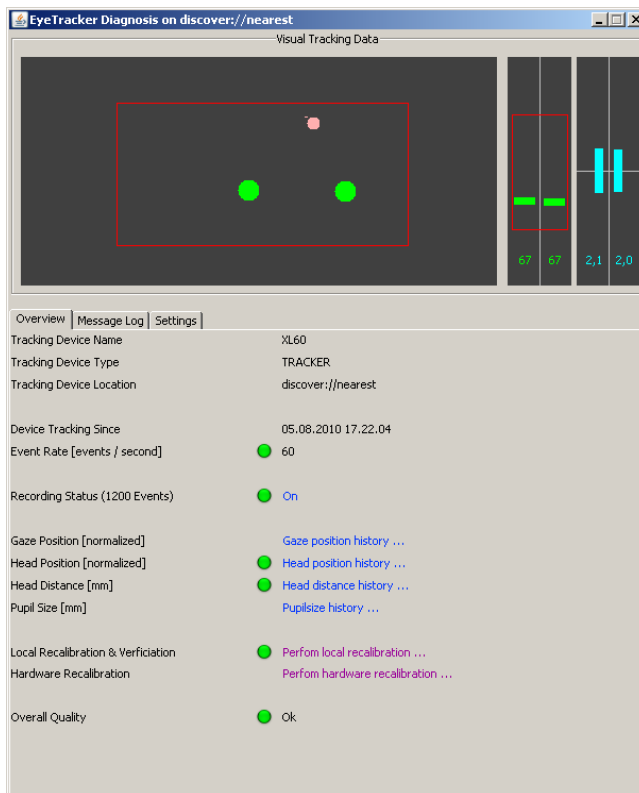 EyeTracker Diagnosis on discover://nearest
Visual Tracking Data
67 67 2,1 2,0
Overview Message Log Settings
Tracking Device Name XL60
Tracking Device Type TRACKER
Tracking Device Location discover://nearest
Device Tracking Since 05.08.2010 17.22.04
Event Rate [events / second] 60
Recording Status (1200 Events) On
Gaze Position [normalized] Gaze position history ...
Head Position [normalized] Head position history ...
Head Distance [mm] Head distance history ...
Pupil Size [mm] Pupilsize history ...
Local Recalibration & Verficiation Perfom local recalibration ...
Hardware Recalibration Perfom hardware recalibration ...
Overall Quality Ok